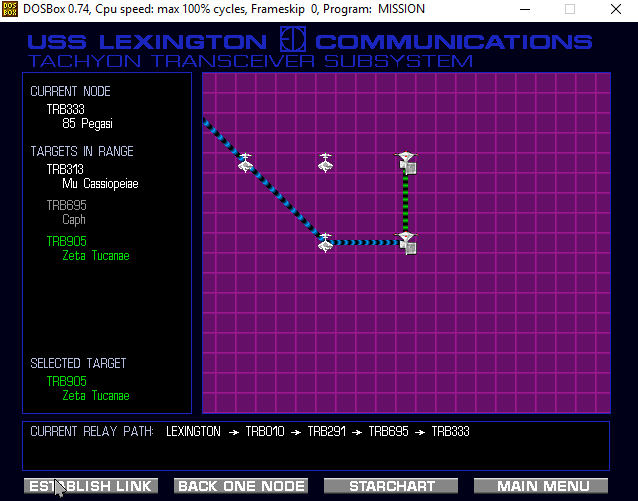 DOS
BOX
DOSBox 0.74, Cpu speed: max 100% cycles, Frameskip 0, Program: MISSION
USS LEXINGTON COMMUNICATIONS
TACHYON TRANSCEIVER SUBSYSTEM
CURRENT NODE
TRB333
85 Pegasi
TARGETS IN RANGE
TRB313
Mu Cassiopeiae
TRB695
Caph
TRB905
Zeta Tucanae
SELECTED TARGET
TRB905
Zeta Tucanae
CURRENT RELAY PATH: LEXINGTON → TRB010 → TRB291 → TRB695 → TRB333
ESTABLISH LINK
BACK ONE NODE
STARCHART
MAIN MENU